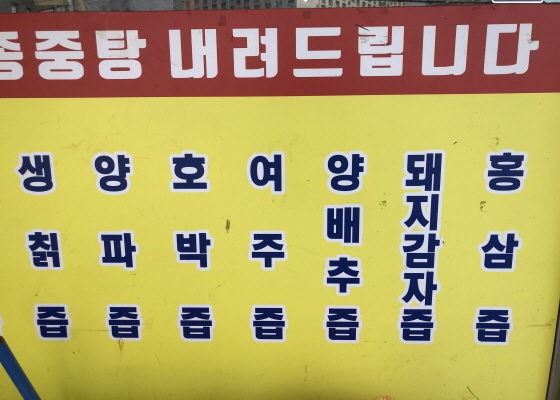 종중탕 내려드립니다
생칡즙
양파즙
호박즙
여주즙
양배추즙
돼지감자즙
홍삼즙